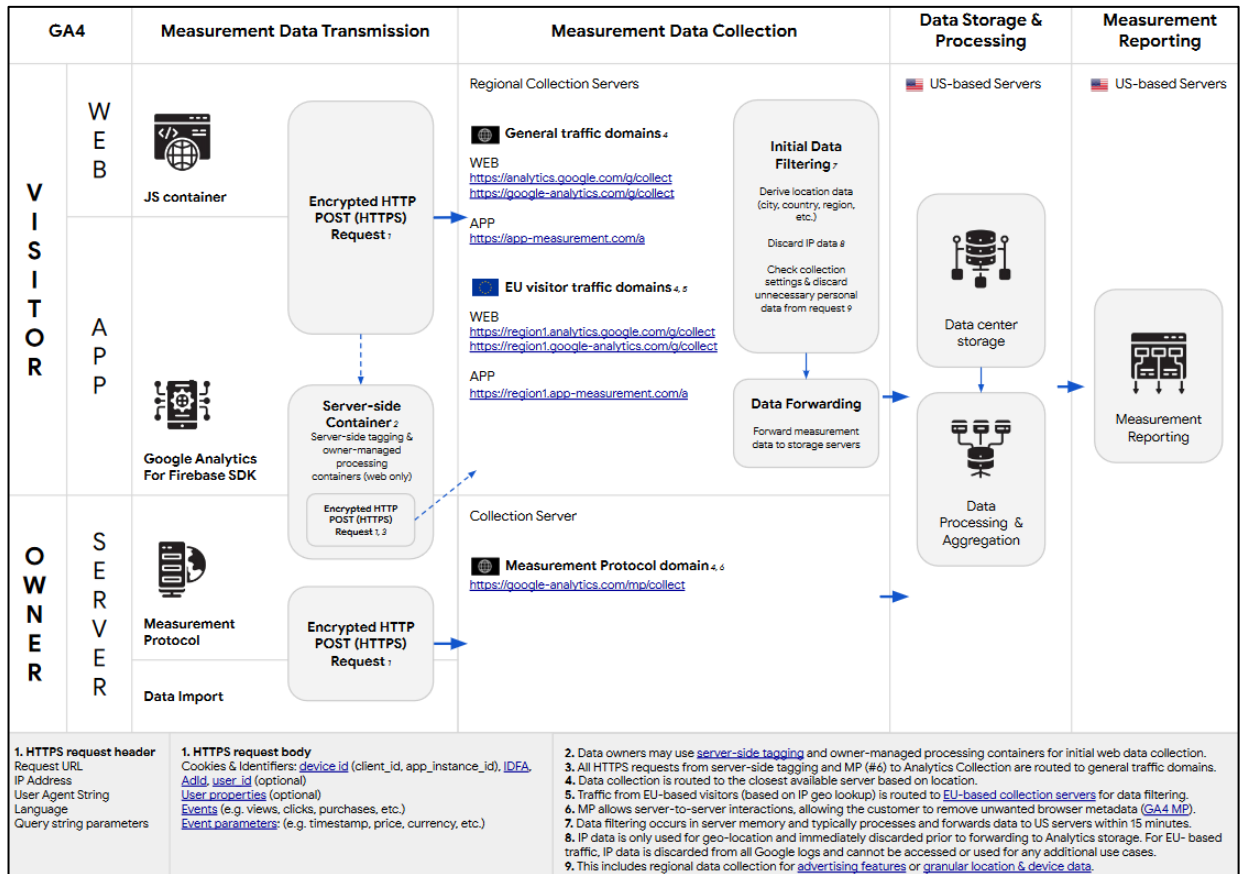 GA4
Measurement Data Transmission
Measurement Data Collection
Data Storage &
Processing
Measurement
Reporting
VISITOR
WEB
JS container
APP
Google Analytics
For Firebase SDK
Encrypted HTTP
POST (HTTPS)
Request 1
Server-side
Container 2
Server-side tagging &
owner-managed
processing
containers (web only)
Encrypted HTTP
POST (HTTPS)
Request 1, 3
Regional Collection Servers
General traffic domains 4
WEB
https://analytics.google.com/g/collect
https://google-analytics.com/g/collect
APP
https://app-measurement.com/a
EU visitor traffic domains 4, 5
WEB
https://region1.analytics.google.com/g/collect
https://region1.google-analytics.com/g/collect
APP
https://region1.app-measurement.com/a
Initial Data
Filtering 7
Derive location data
(city, country, region,
etc.)
Discard IP data 8
Check collection
settings & discard
unnecessary personal
data from request 9
Data Forwarding
Forward measurement
data to storage servers
US-based Servers
Data center
storage
Data
Processing &
Aggregation
US-based Servers
Measurement
Reporting
OWNER
SERVER
Measurement
Protocol
Data Import
Encrypted HTTP
POST (HTTPS)
Request 1
Collection Server
Measurement Protocol domain 4, 6
https://google-analytics.com/mp/collect
1. HTTPS request header
Request URL
IP Address
User Agent String
Language
Query string parameters
1. HTTPS request body
Cookies & Identifiers: device id (client_id, app_instance_id), IDFA,
AdId, user_id (optional)
User properties (optional)
Events (e.g. views, clicks, purchases, etc.)
Event parameters: (e.g. timestamp, price, currency, etc.)
2. Data owners may use server-side tagging and owner-managed processing containers for initial web data collection.
3. All HTTPS requests from server-side tagging and MP (#6) to Analytics Collection are routed to general traffic domains.
4. Data collection is routed to the closest available server based on location.
5. Traffic from EU-based visitors (based on IP geo lookup) is routed to EU-based collection servers for data filtering.
6. MP allows server-to-server interactions, allowing the customer to remove unwanted browser metadata (GA4 MP).
7. Data filtering occurs in server memory and typically processes and forwards data to US servers within 15 minutes.
8. IP data is only used for geo-location and immediately discarded prior to forwarding to Analytics storage. For EU- based
traffic, IP data is discarded from all Google logs and cannot be accessed or used for any additional use cases.
9. This includes regional data collection for advertising features or granular location & device data.